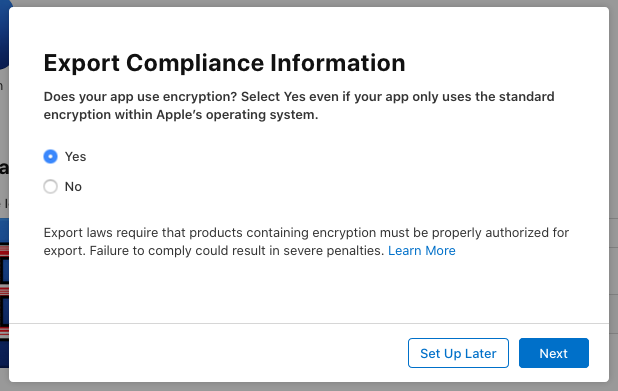 Export Compliance Information
Does your app use encryption? Select Yes even if your app only uses the standard
encryption within Apple’s operating system.
Yes
No
Export laws require that products containing encryption must be properly authorized for
export. Failure to comply could result in severe penalties. Learn More
Set Up Later
Next